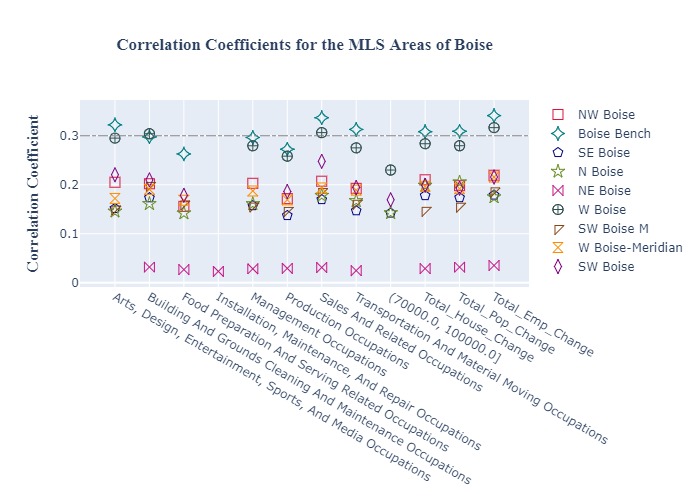 Correlation Coefficients for the MLS Areas of Boise
Correlation Coefficient
0.3
0.2
0.1
0
Arts, Design, Entertainment, Sports, And Media Occupations
Building And Grounds Cleaning And Maintenance Occupations
Food Preparation And Serving Related Occupations
Installation, Maintenance, And Repair Occupations
Management Occupations
Production Occupations
Sales And Related Occupations
Transportation And Material Moving Occupations
(70000.0, 100000.0]
Total_House_Change
Total_Pop_Change
Total_Emp_Change
NW Boise
Boise Bench
SE Boise
N Boise
NE Boise
W Boise
SW Boise M
W Boise-Meridian
SW Boise